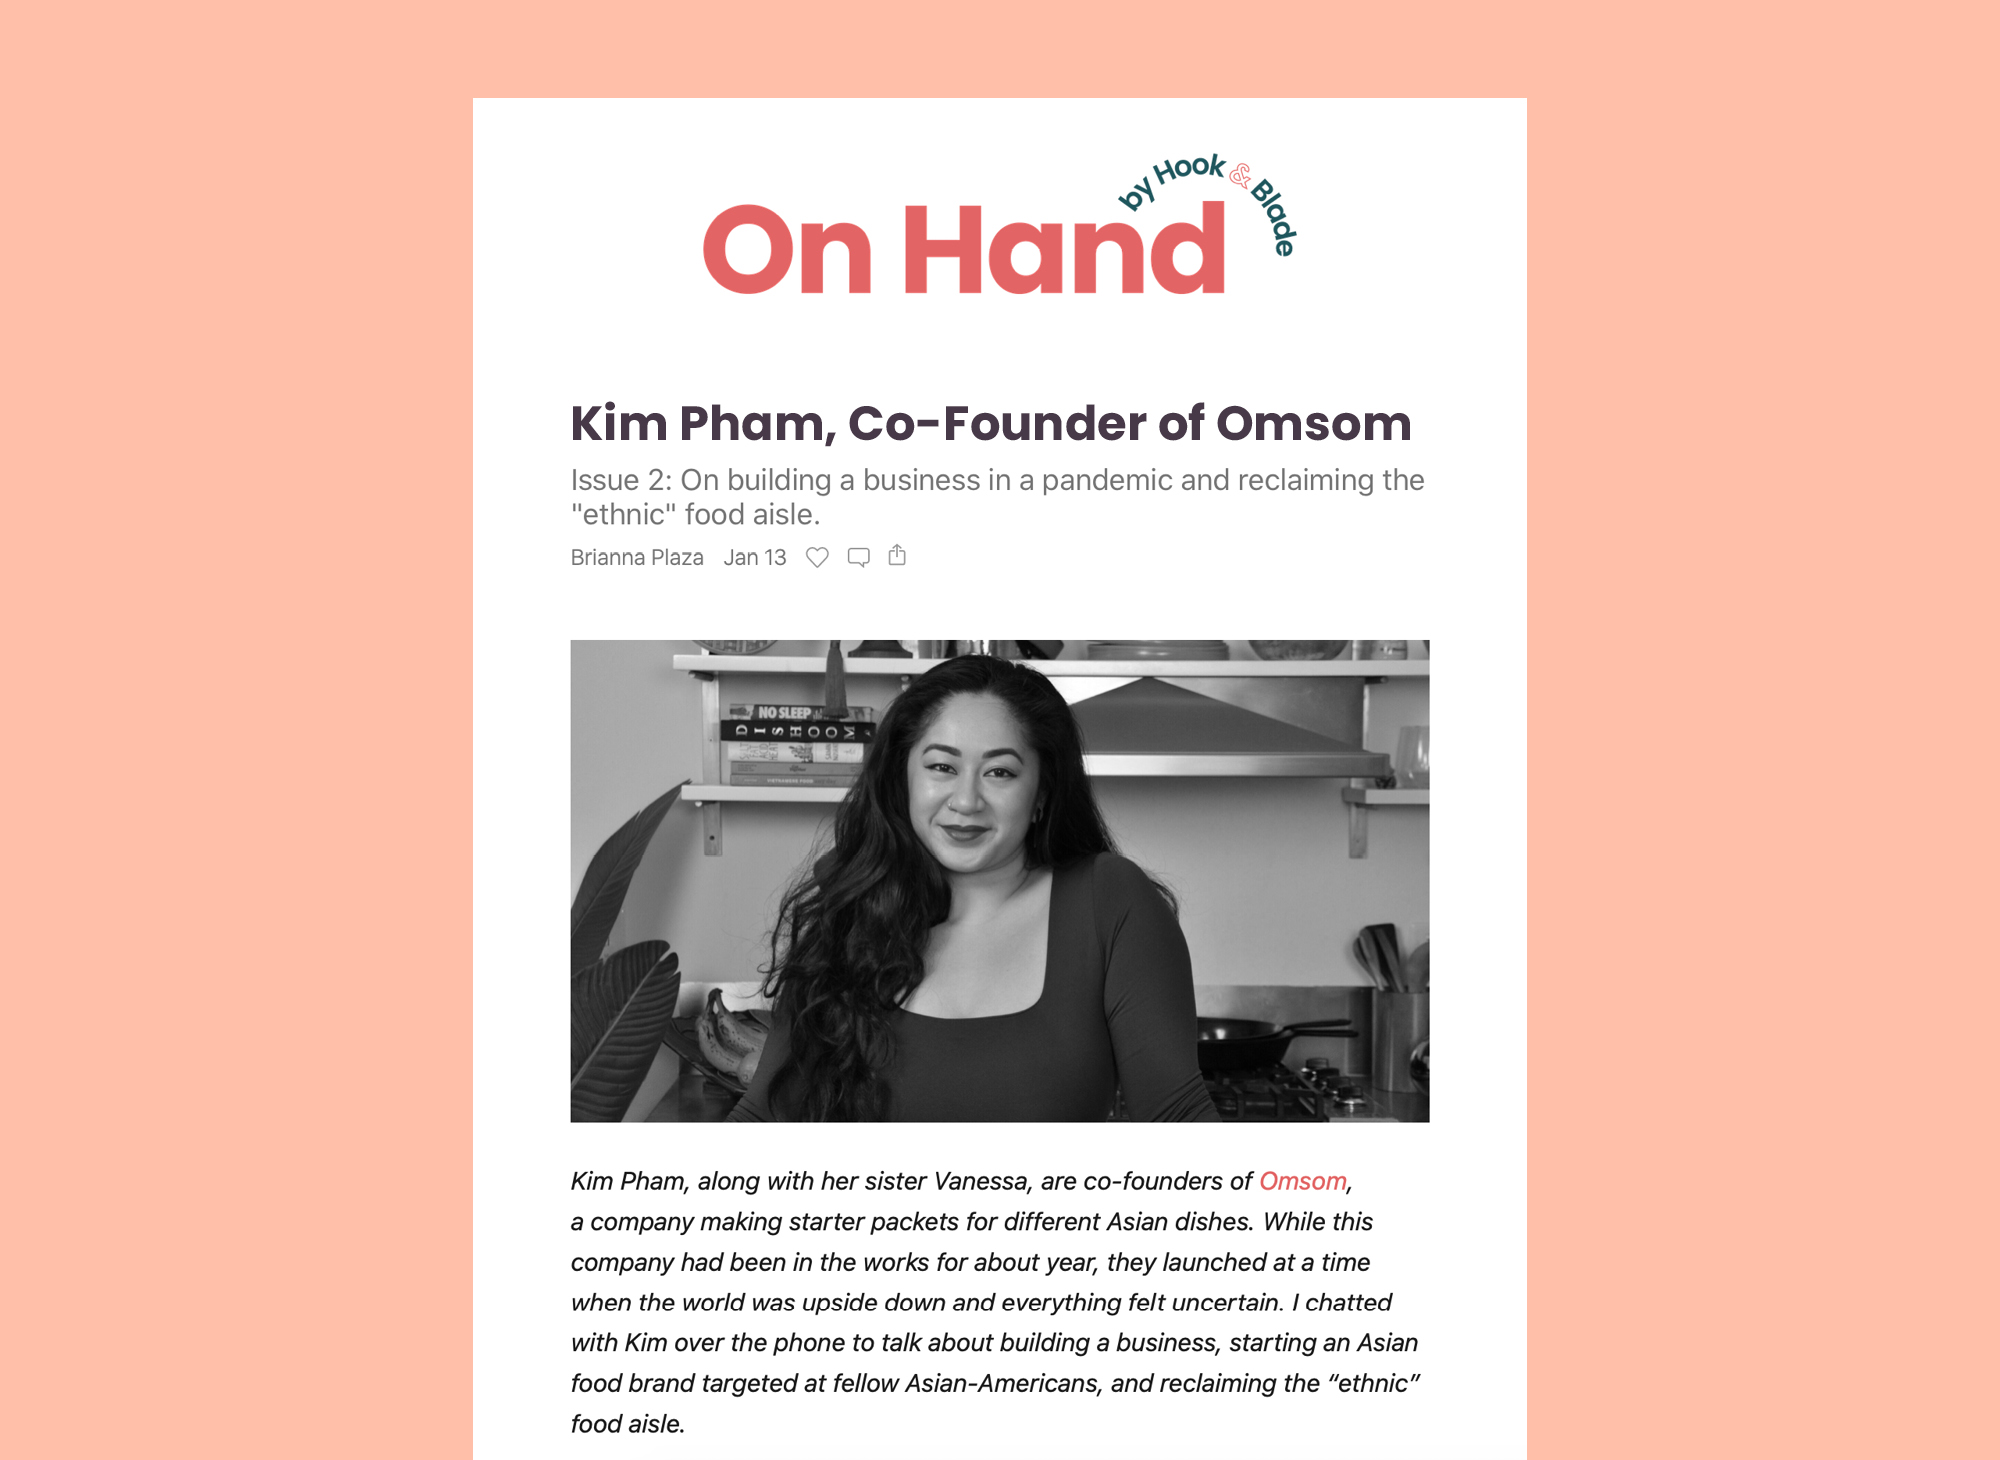 by Hook & Blade
On Hand
Kim Pham, Co-Founder of Omsom
Issue 2: On building a business in a pandemic and reclaiming the
"ethnic" food aisle.
Brianna Plaza Jan 13
NO SLEEP
DISHOOM
VIETNAMESE FOOD
Kim Pham, along with her sister Vanessa, are co-founders of Omsom,
a company making starter packets for different Asian dishes. While this
company had been in the works for about year, they launched at a time
when the world was upside down and everything felt uncertain. I chatted
with Kim over the phone to talk about building a business, starting an Asian
food brand targeted at fellow Asian-Americans, and reclaiming the “ethnic”
food aisle.